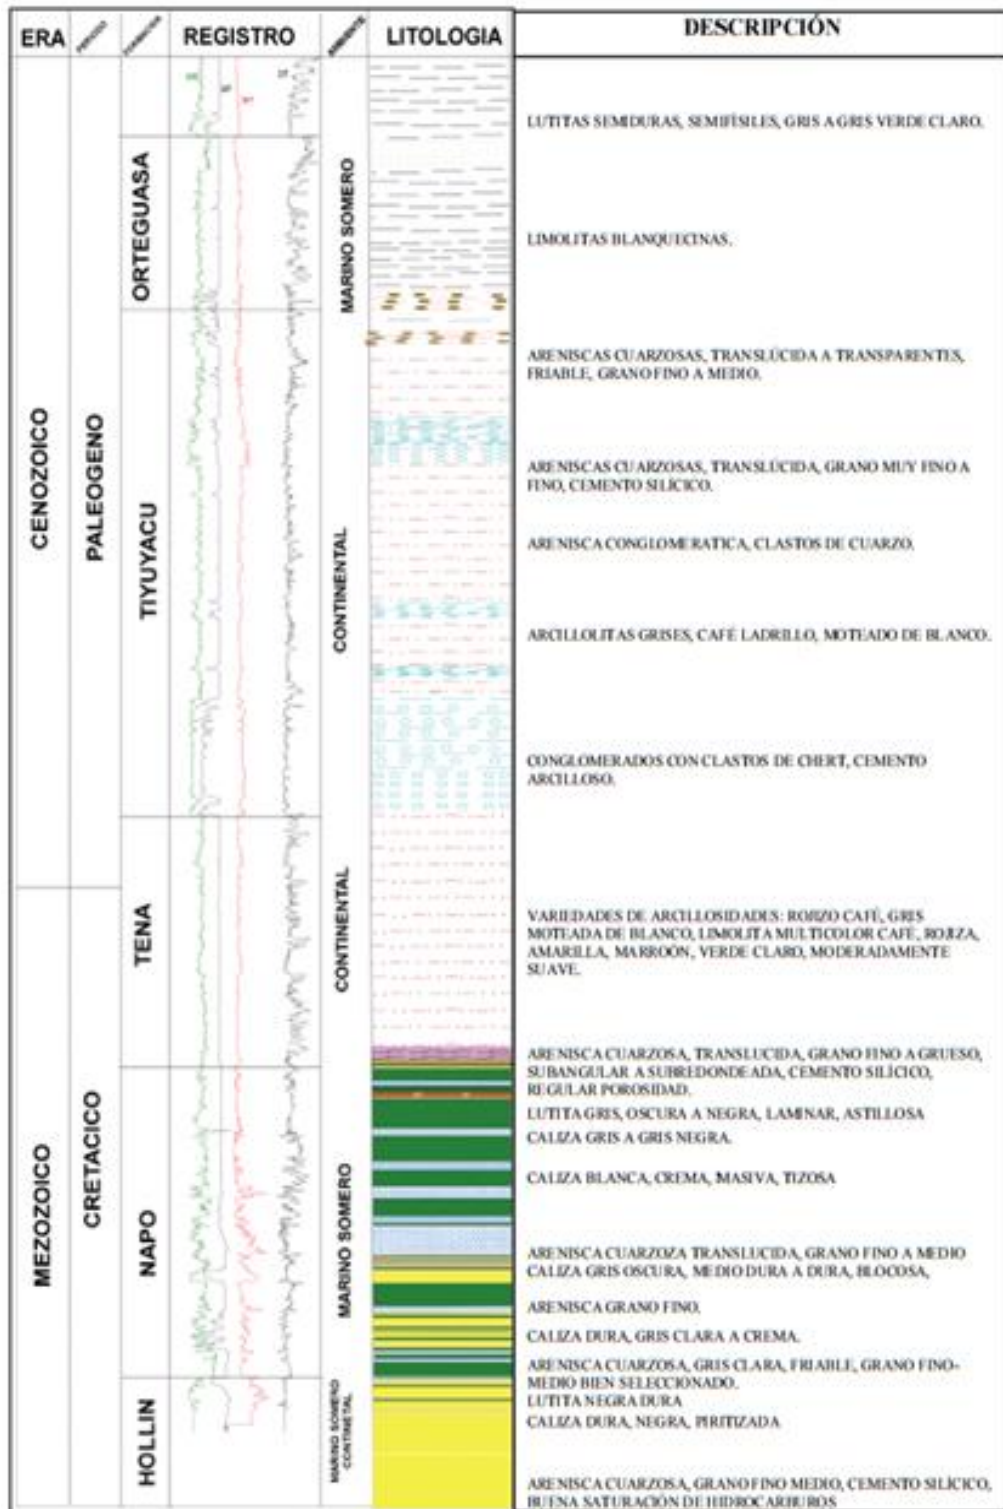 ERA
PERIODO
FORMACION
REGISTRO
AMBIENTE
LITOLOGIA
DESCRIPCIÓN
CENOZOICO
MEZOZOICO
PALEOGENO
CRETACICO
ORTEGUASA
TIYUYACU
TENA
NAPO
HOLLIN
MARINO SOMERO
CONTINENTAL
CONTINENTAL
MARINO SOMERO
MARINO SOMERO
CONTINETAL
LUTITAS SEMIDURAS, SEMIFÍSILES, GRIS A GRIS VERDE CLARO.
LIMOLITAS BLANQUECINAS.
ARENISCAS CUARZOSAS, TRANSLÚCIDA A TRANSPARENTES,
FRIABLE, GRANO FINO A MEDIO.
ARENISCAS CUARZOSAS, TRANSLÚCIDA, GRANO MUY FINO A
FINO, CEMENTO SILÍCICO.
ARENISCA CONGLOMERATICA, CLASTOS DE CUARZO.
ARCILLOLITAS GRISES, CAFÉ LADRILLO, MOTEADO DE BLANCO.
CONGLOMERADOS CON CLASTOS DE CHERT, CEMENTO
ARCILLOSO.
VARIEDADES DE ARCILLOSIDADES: ROJIZO CAFÉ, GRIS
MOTEADA DE BLANCO, LIMOLITA MULTICOLOR CAFÉ, ROJIZA,
AMARILLA, MARROÓN, VERDE CLARO, MODERADAMENTE
SUAVE.
ARENISCA CUARZOSA, TRANSLUCIDA, GRANO FINO A GRUESO,
SUBANGULAR A SUBREDONDEADA, CEMENTO SILÍCICO,
REGULAR POROSIDAD.
LUTITA GRIS, OSCURA A NEGRA, LAMINAR, ASTILLOSA
CALIZA GRIS A GRIS NEGRA.
CALIZA BLANCA, CREMA, MASIVA, TIZOSA
ARENISCA CUARZOZA TRANSLUCIDA, GRANO FINO A MEDIO
CALIZA GRIS OSCURA, MEDIO DURA A DURA, BLOCOSA,
ARENISCA GRANO FINO.
CALIZA DURA, GRIS CLARA A CREMA.
ARENISCA CUARZOSA, GRIS CLARA, FRIABLE, GRANO FINO-
MEDIO BIEN SELECCIONADO.
LUTITA NEGRA DURA
CALIZA DURA, NEGRA, PIRITIZADA
ARENISCA CUARZOSA, GRANO FINO MEDIO, CEMENTO SILÍCICO,
BUENA SATURACIÓN DE HIDROCARBUROS